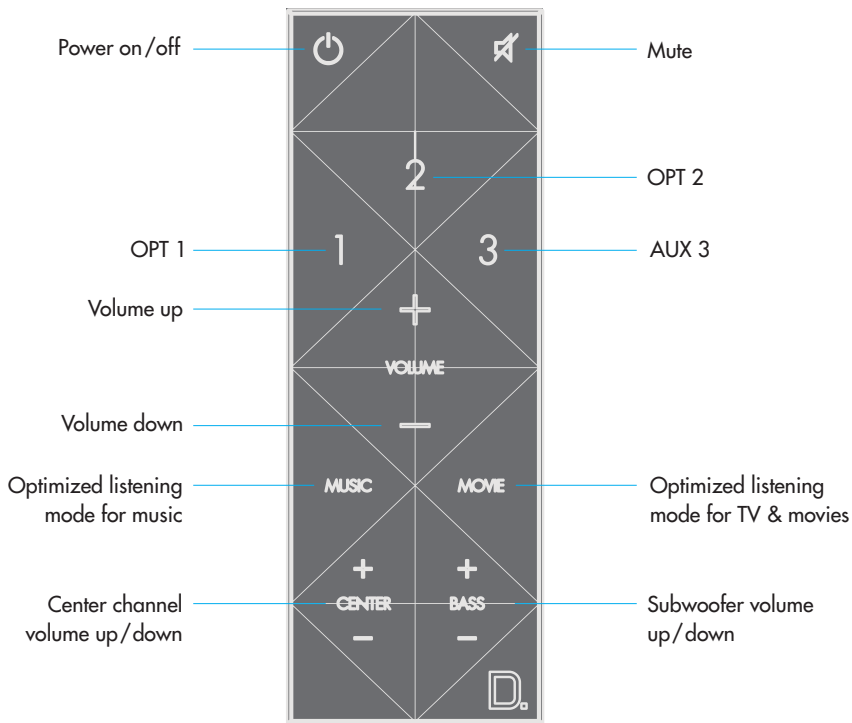 Power on/off
Mute
2
OPT 2
OPT 1
1
3
AUX 3
Volume up
+
VOLUME
Volume down
−
Optimized listening
mode for music
MUSIC
MOVIE
Optimized listening
mode for TV & movies
+
+
Center channel
volume up/down
CENTER
BASS
Subwoofer volume
up/down
−
−
D.